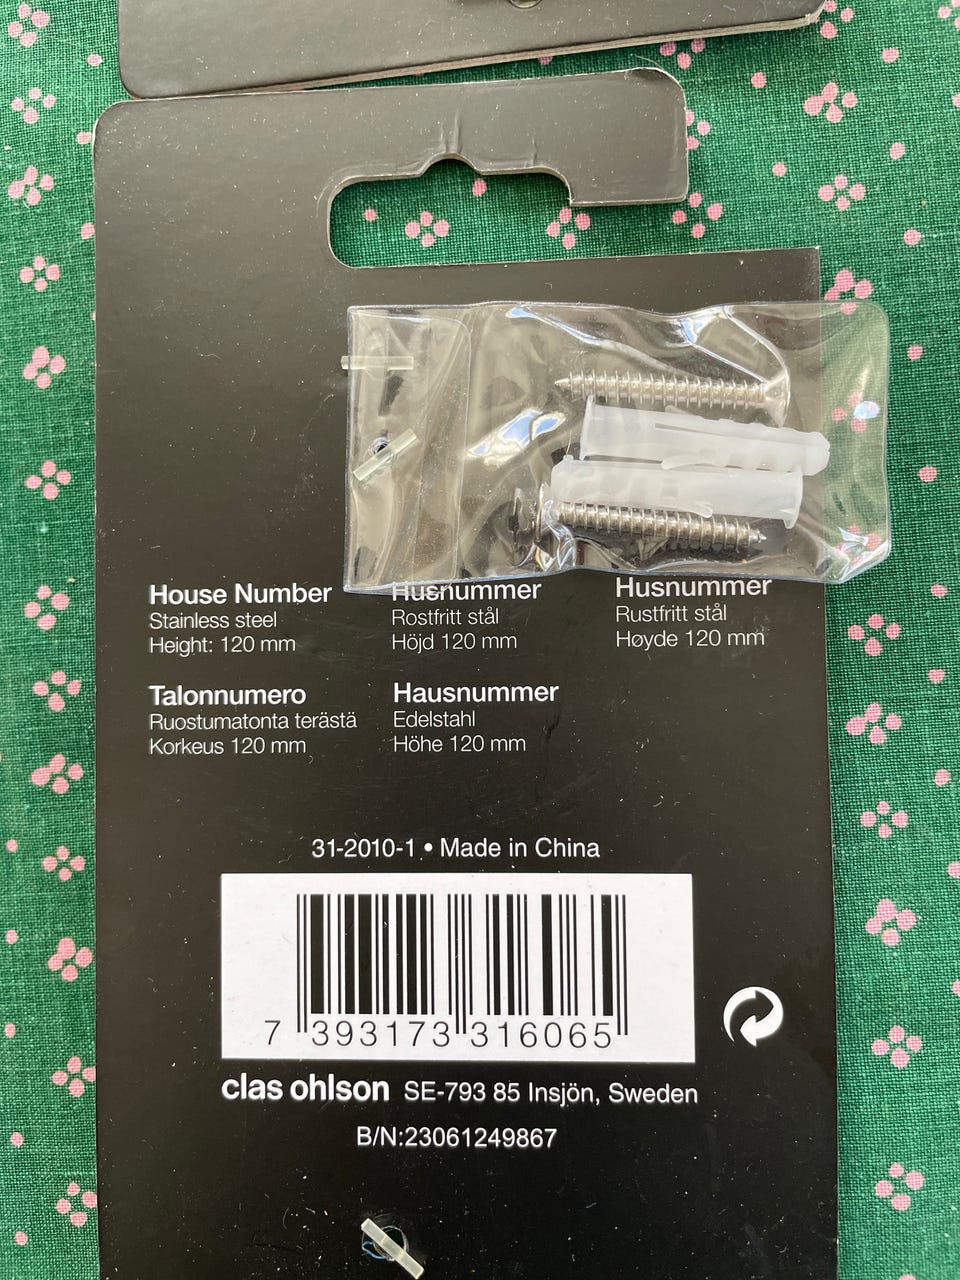 House Number
Stainless steel
Height: 120 mm
Husnummer
Rostfritt stål
Höjd 120 mm
Husnummer
Rustfritt stål
Høyde 120 mm
Talonnumero
Ruostumatonta terästä
Korkeus 120 mm
Hausnummer
Edelstahl
Höhe 120 mm
31-2010-1 • Made in China
7 393173 316065
clas ohlson SE-793 85 Insjön, Sweden
B/N:23061249867